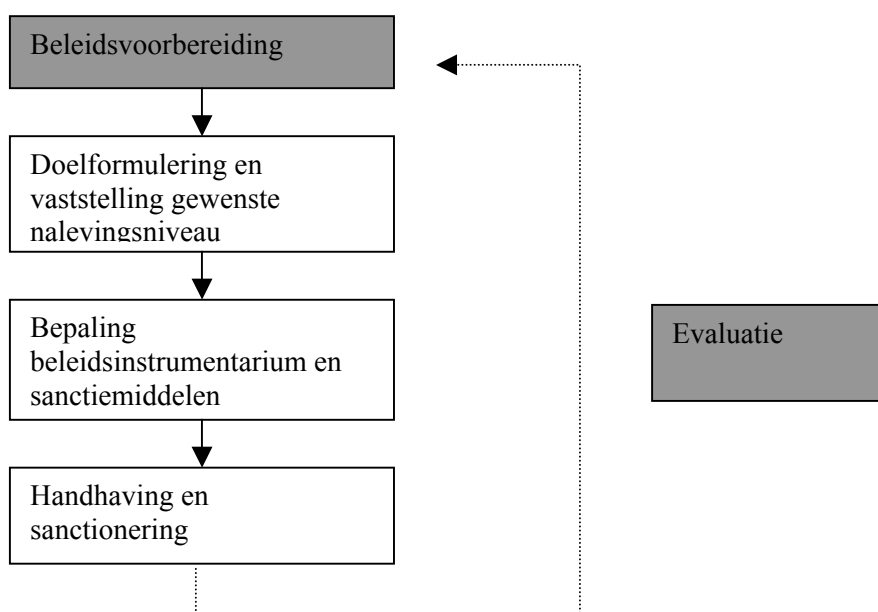 Beleidsvoorbereiding
Doelformulering en
vaststelling gewenste
nalevingsniveau
Bepaling
beleidsinstrumentarium en
sanctiemiddelen
Evaluatie
Handhaving en
sanctionering